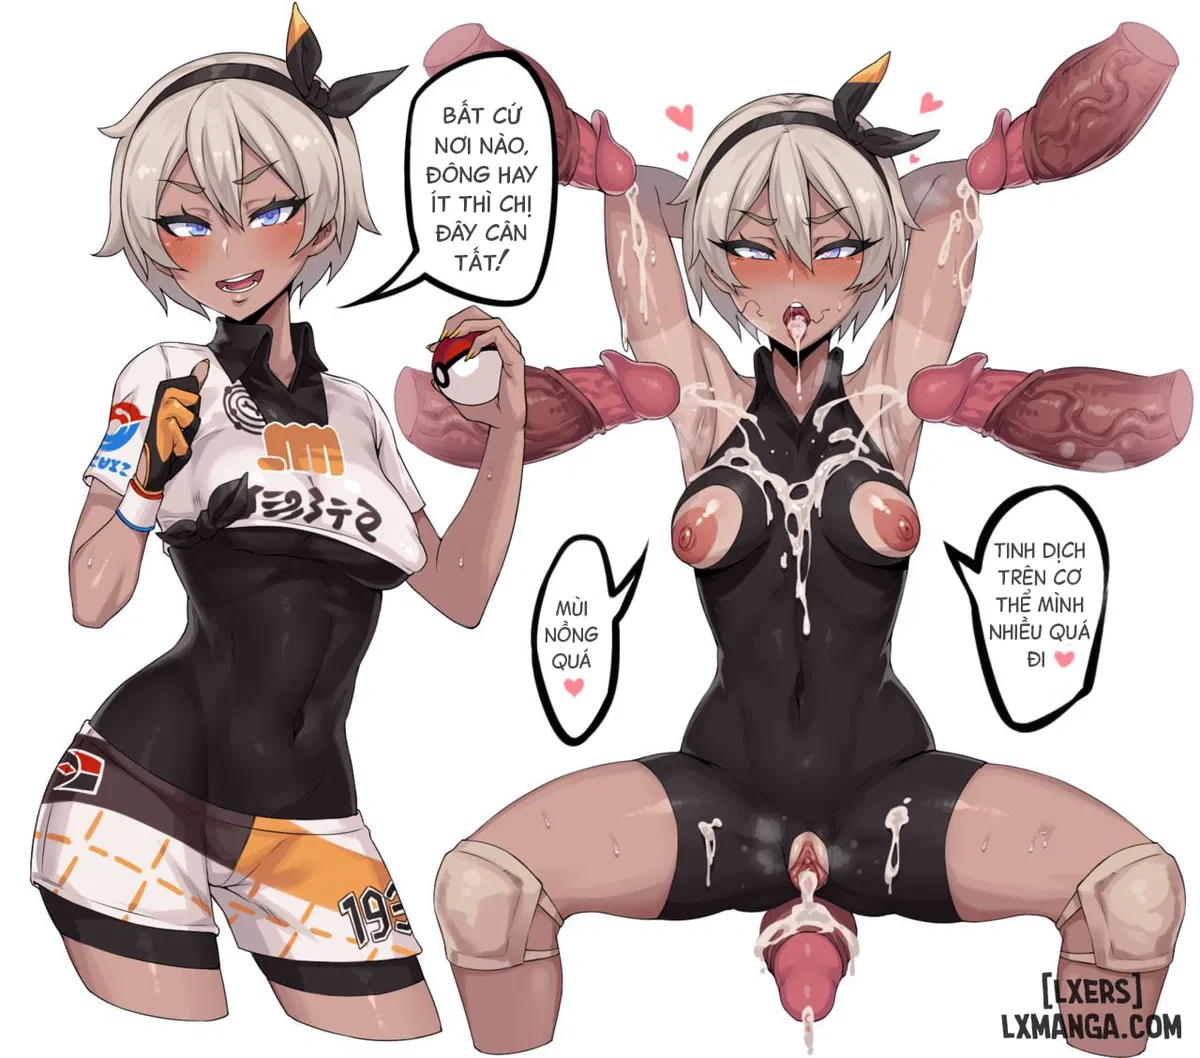 BẤT CỨ
NƠI NÀO,
ĐÔNG HAY
ÍT THÌ CHỊ
ĐÂY CÂN
TẤT!
MÙI
NỒNG
QUÁ
TINH DỊCH
TRÊN CƠ
THỂ MÌNH
NHIỀU QUÁ
ĐI
193
[LXERS]
LXMANGA.COM